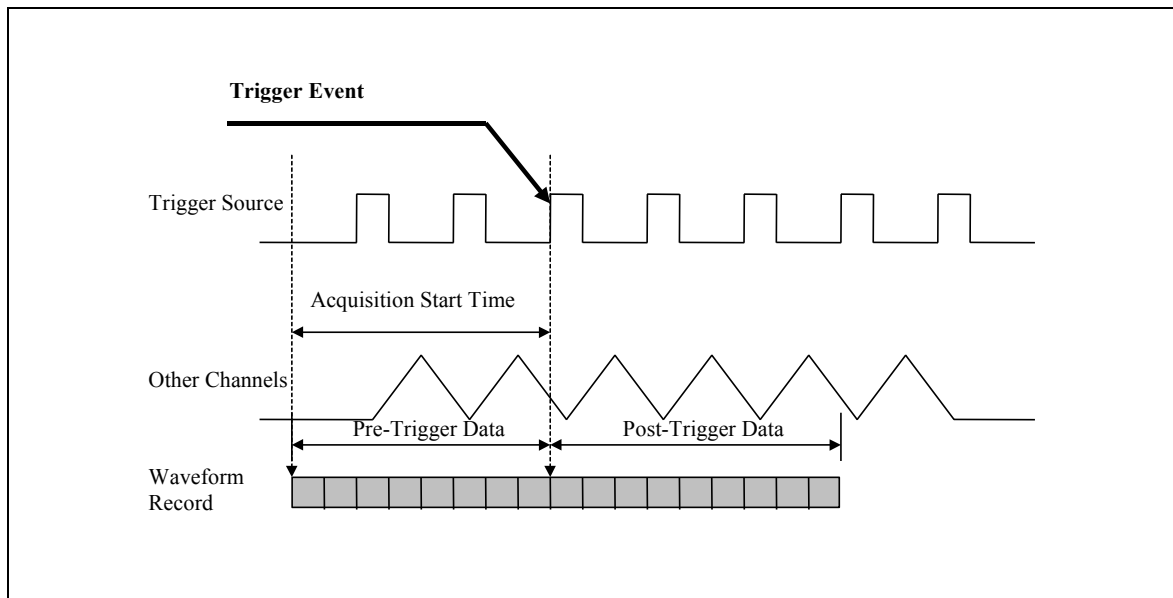 Trigger Event
Trigger Source
Acquisition Start Time
Other Channels
Pre-Trigger Data
Post-Trigger Data
Waveform
Record